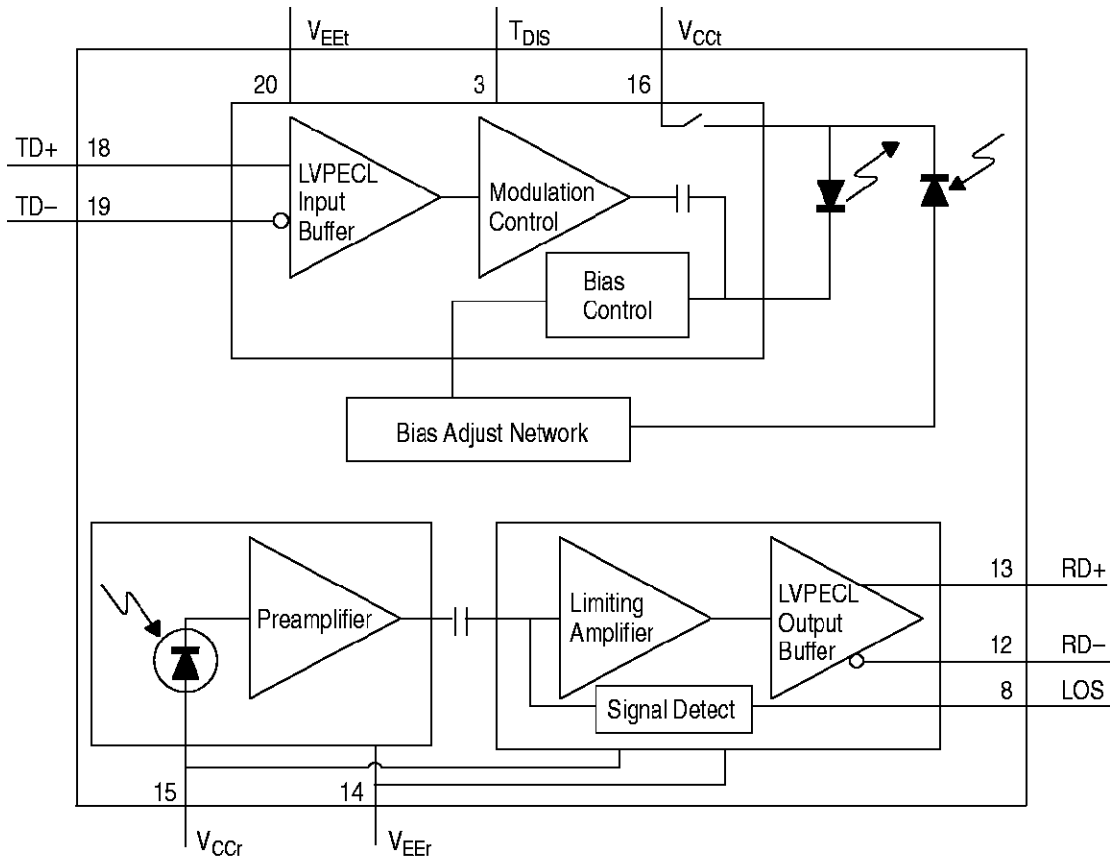 VEEt
TDIS
VCCt
20
3
16
TD+
18
TD–
19
LVPECL
Input
Buffer
Modulation
Control
Bias
Control
Bias Adjust Network
Preamplifier
Limiting
Amplifier
LVPECL
Output
Buffer
Signal Detect
13
RD+
12
RD–
8
LOS
15
14
VCCr
VEEr